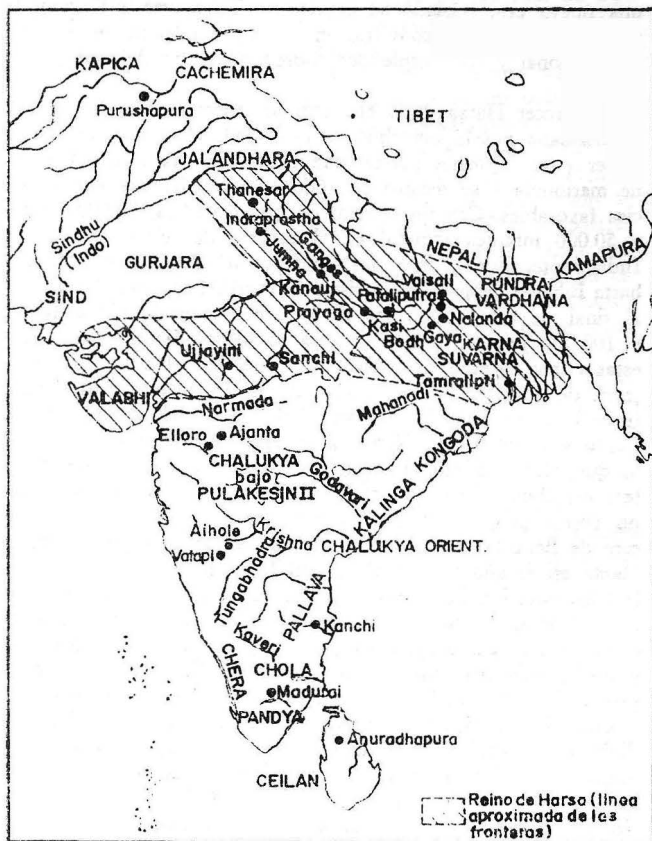 KAPICA
CACHEMIRA
Purushapura
TIBET
JALANDHARA
Thanesar
Indraprastha
Sindhu
(Indo)
Jumna
Ganges
GURJARA
NEPAL
KAMAPURA
SIND
Kanauj
Vaisali
PUNDRA
VARDHANA
Pataliputra
Prayaga
Kasi
Nalanda
Bodh Gaya
KARNA
SUVARNA
Ujjayini
Sanchi
Tamralipti
VALABHI
Narmada
Mahanadi
Elloro
Ajanta
CHALUKYA
bajo
PULAKESIN II
Godavari
KALINGA KONGODA
Aihole
Vatapi
Krishna
CHALUKYA ORIENT.
Tungabhadra
PALLAVA
Kanchi
Kaveri
CHERA
CHOLA
Madurai
PANDYA
Anuradhapura
CEILAN
Reino de Harsa (línea
aproximada de las
fronteras)